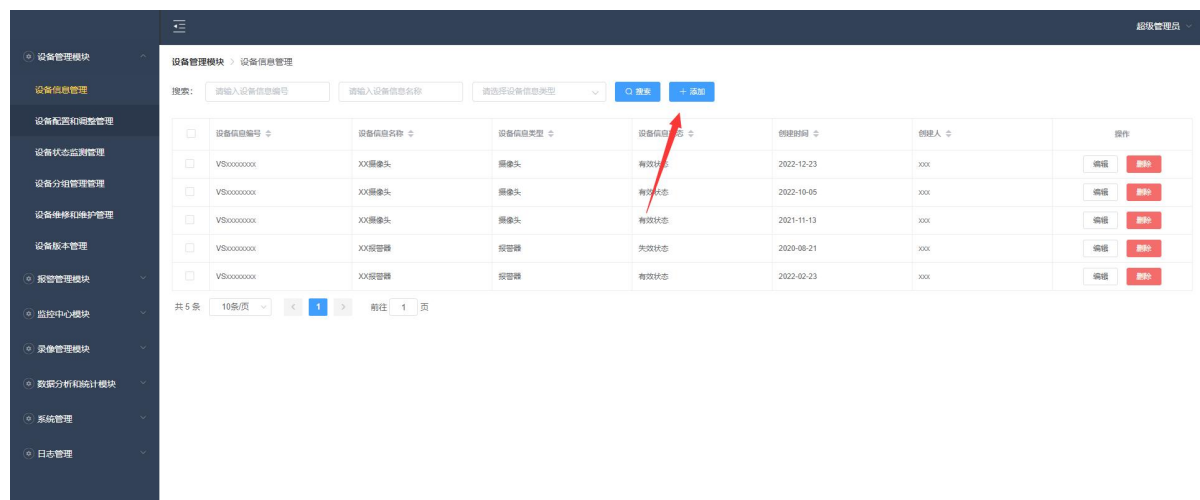 超级管理员
设备管理模块
设备信息管理
设备配置和调整管理
设备状态监测管理
设备分组管理管理
设备维修和维护管理
设备版本管理
报警管理模块
监控中心模块
录像管理模块
数据分析和统计模块
系统管理
日志管理
设备管理模块 > 设备信息管理
搜索: 请输入设备信息编号 请输入设备信息名称 请选择设备信息类型 搜索 + 添加
设备信息编号 设备信息名称 设备信息类型 设备信息状态 创建时间 创建人 操作
VSxxxxxxxx XX摄像头 摄像头 有效状态 2022-12-23 xxx 编辑 删除
VSxxxxxxxx XX摄像头 摄像头 有效状态 2022-10-05 xxx 编辑 删除
VSxxxxxxxx XX摄像头 摄像头 有效状态 2021-11-13 xxx 编辑 删除
VSxxxxxxxx XX报警器 报警器 失效状态 2020-08-21 xxx 编辑 删除
VSxxxxxxxx XX报警器 报警器 有效状态 2022-02-23 xxx 编辑 删除
共 5 条 10条/页 < 1 > 前往 1 页